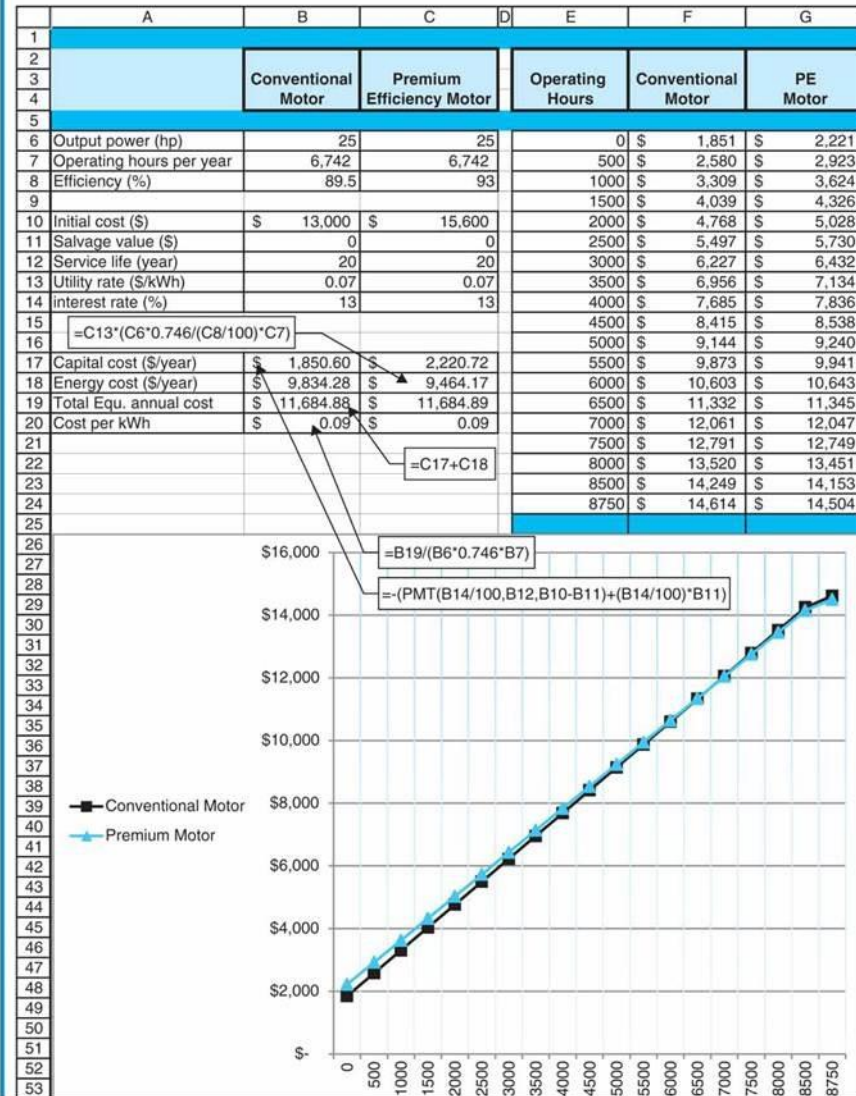 A B C D E F G
1
2
3 Conventional Premium Operating Conventional PE
4 Motor Efficiency Motor Hours Motor Motor
5
6 Output power (hp) 25 25 0 $ 1,851 $ 2,221
7 Operating hours per year 6,742 6,742 500 $ 2,580 $ 2,923
8 Efficiency (%) 89.5 93 1000 $ 3,309 $ 3,624
9 1500 $ 4,039 $ 4,326
10 Initial cost ($) $ 13,000 $ 15,600 2000 $ 4,768 $ 5,028
11 Salvage value ($) 0 0 2500 $ 5,497 $ 5,730
12 Service life (year) 20 20 3000 $ 6,227 $ 6,432
13 Utility rate ($/kWh) 0.07 0.07 3500 $ 6,956 $ 7,134
14 interest rate (%) 13 13 4000 $ 7,685 $ 7,836
15 4500 $ 8,415 $ 8,538
=C13*(C6*0.746/(C8/100)*C7)
16 5000 $ 9,144 $ 9,240
17 Capital cost ($/year) $ 1,850.60 $ 2,220.72 5500 $ 9,873 $ 9,941
18 Energy cost ($/year) $ 9,834.28 $ 9,464.17 6000 $ 10,603 $ 10,643
19 Total Equ. annual cost $ 11,684.88 $ 11,684.89 6500 $ 11,332 $ 11,345
20 Cost per kWh $ 0.09 $ 0.09 7000 $ 12,061 $ 12,047
21 7500 $ 12,791 $ 12,749
22 =C17+C18 8000 $ 13,520 $ 13,451
23 8500 $ 14,249 $ 14,153
24 8750 $ 14,614 $ 14,504
25
26 $16,000 =B19/(B6*0.746*B7)
27
28
=-(PMT(B14/100,B12,B10-B11)+(B14/100)*B11)
29
30 $14,000
31
32
33 $12,000
34
35
36 $10,000
37
38
39 Conventional Motor $8,000
40 Premium Motor
41
42 $6,000
43
44
45 $4,000
46
47
48 $2,000
49
50
51 $-
52 0 500 1000 1500 2000 2500 3000 3500 4000 4500 5000 5500 6000 6500 7000 7500 8000 8500 8750
53